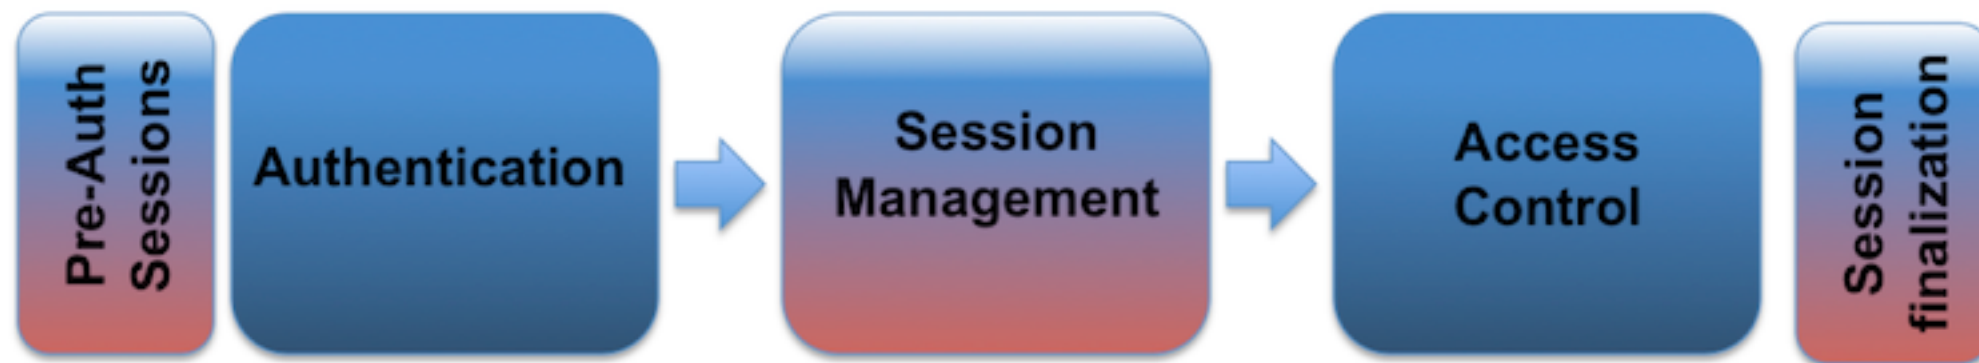 Pre-Auth
Sessions
Authentication
Session
Management
Access
Control
Session
finalization